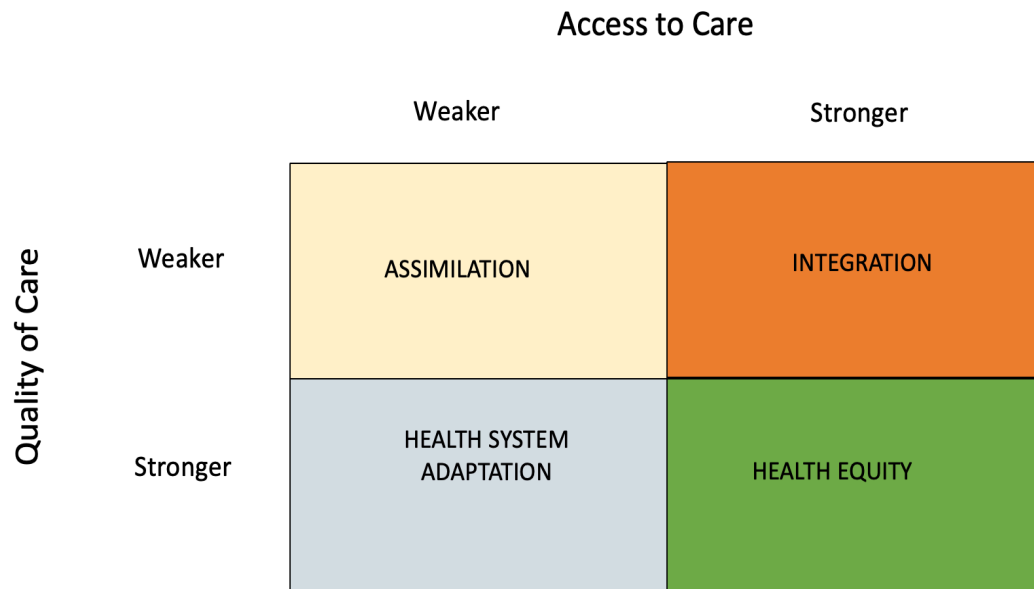 Access to Care
Weaker
Stronger
Quality of Care
Weaker
ASSIMILATION
INTEGRATION
Stronger
HEALTH SYSTEM
ADAPTATION
HEALTH EQUITY